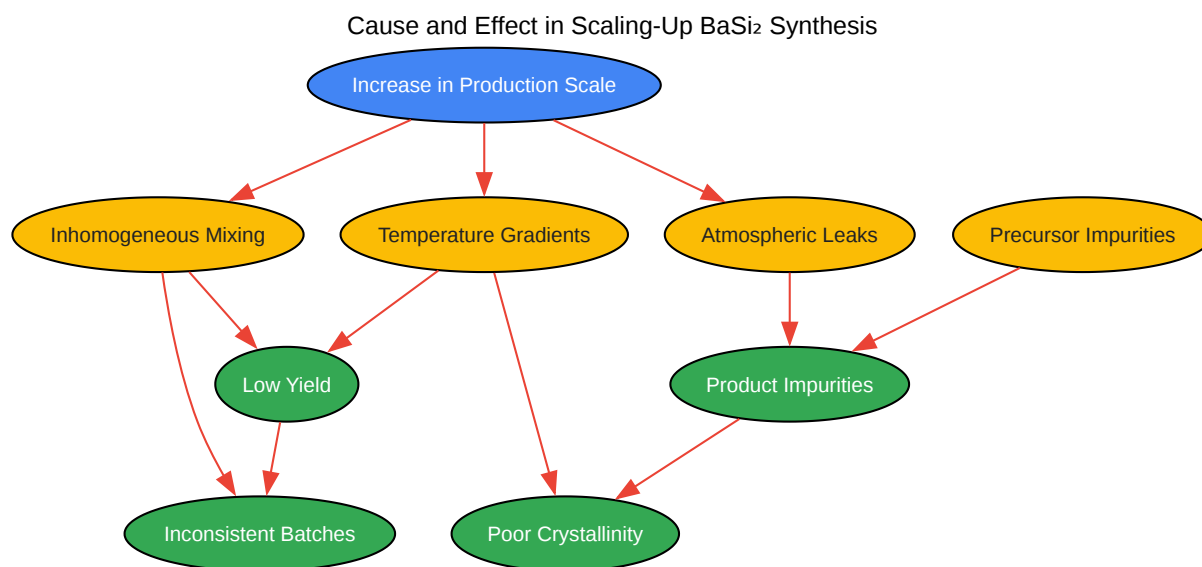 Cause and Effect in Scaling-Up BaSi₂ Synthesis
Increase in Production Scale
Inhomogeneous Mixing
Temperature Gradients
Atmospheric Leaks
Precursor Impurities
Low Yield
Product Impurities
Inconsistent Batches
Poor Crystallinity